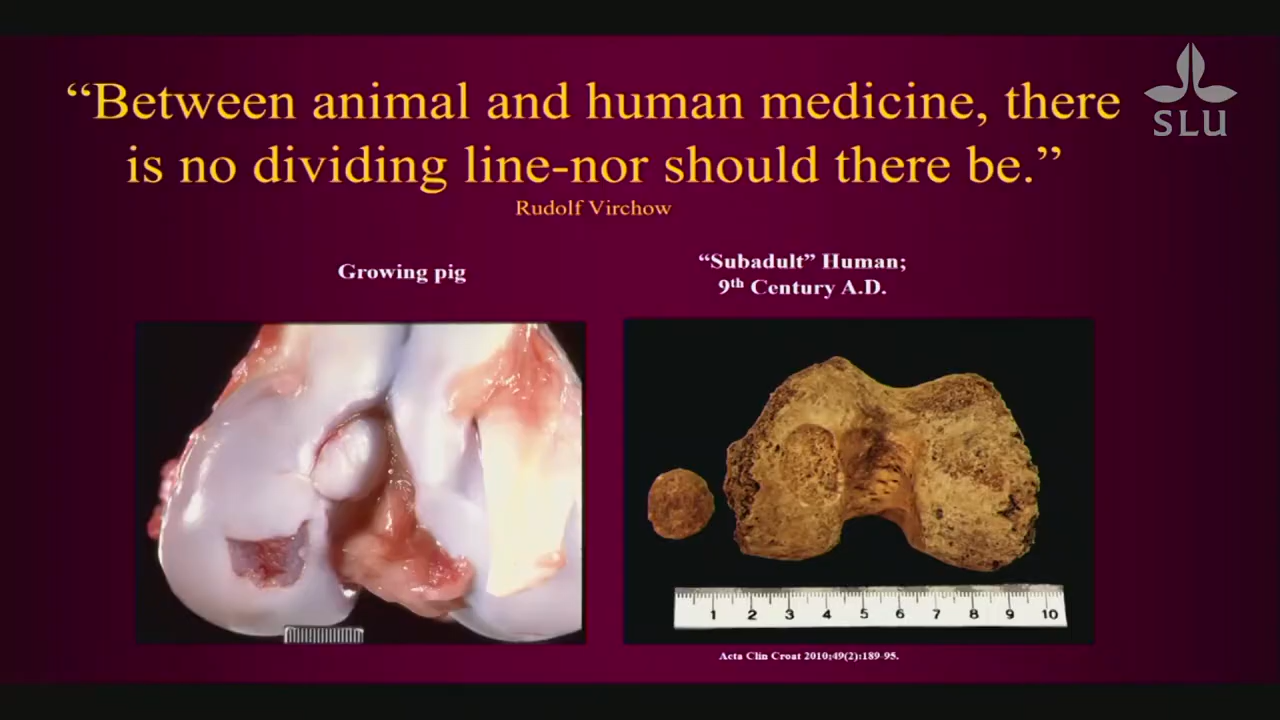 “Between animal and human medicine, there
is no dividing line-nor should there be.”
Rudolf Virchow
SLU
Growing pig
“Subadult” Human;
9th Century A.D.
1 2 3 4 5 6 7 8 9 10
Acta Clin Croat 2010;49(2):189-95.